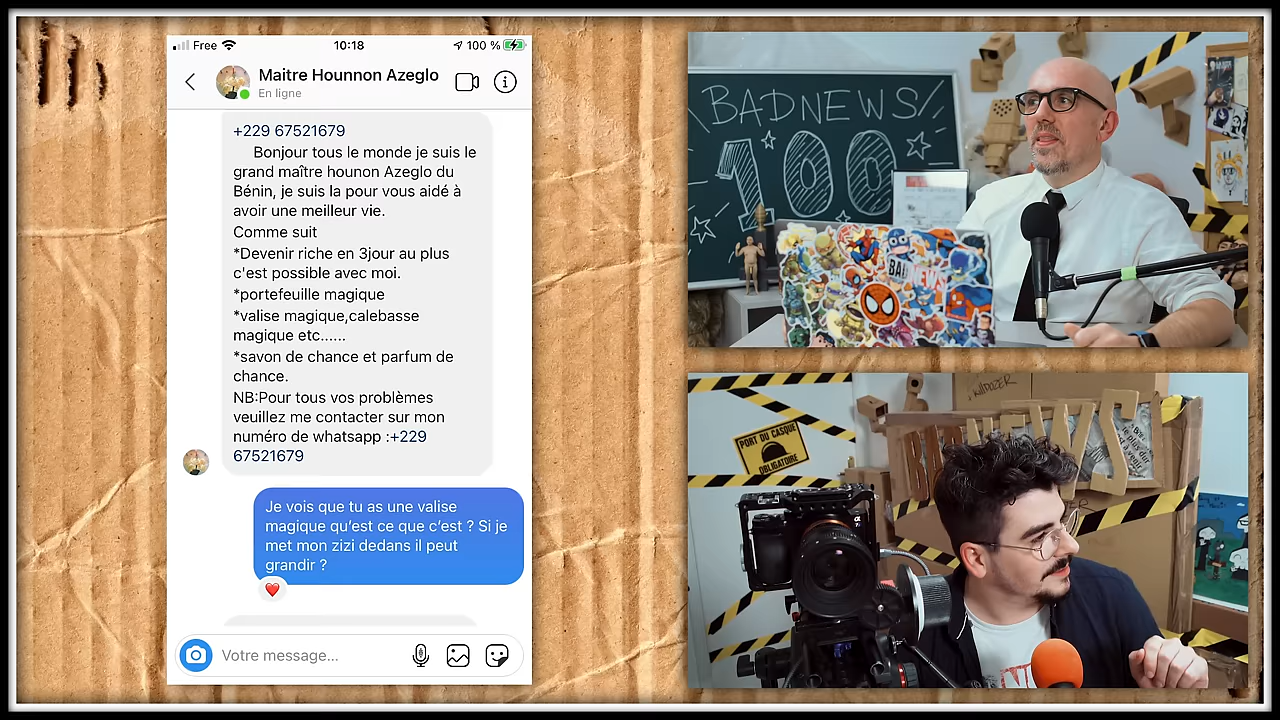 Free
10:18
100 %
Maitre Hounnon Azeglo
En ligne
+229 67521679
Bonjour tous le monde je suis le
grand maître hounon Azeglo du
Bénin, je suis la pour vous aidé à
avoir une meilleur vie.
Comme suit
*Devenir riche en 3jour au plus
c'est possible avec moi.
*portefeuille magique
*valise magique,calebasse
magique etc......
*savon de chance et parfum de
chance.
NB:Pour tous vos problèmes
veuillez me contacter sur mon
numéro de whatsapp :+229
67521679
Je vois que tu as une valise
magique qu'est ce que c'est ? Si je
met mon zizi dedans il peut
grandir ?
Votre message...
\BADNEWS/
100
BAD NEWS
KILLDOZER
PORT DU CASQUE
OBLIGATOIRE
BADNEWS